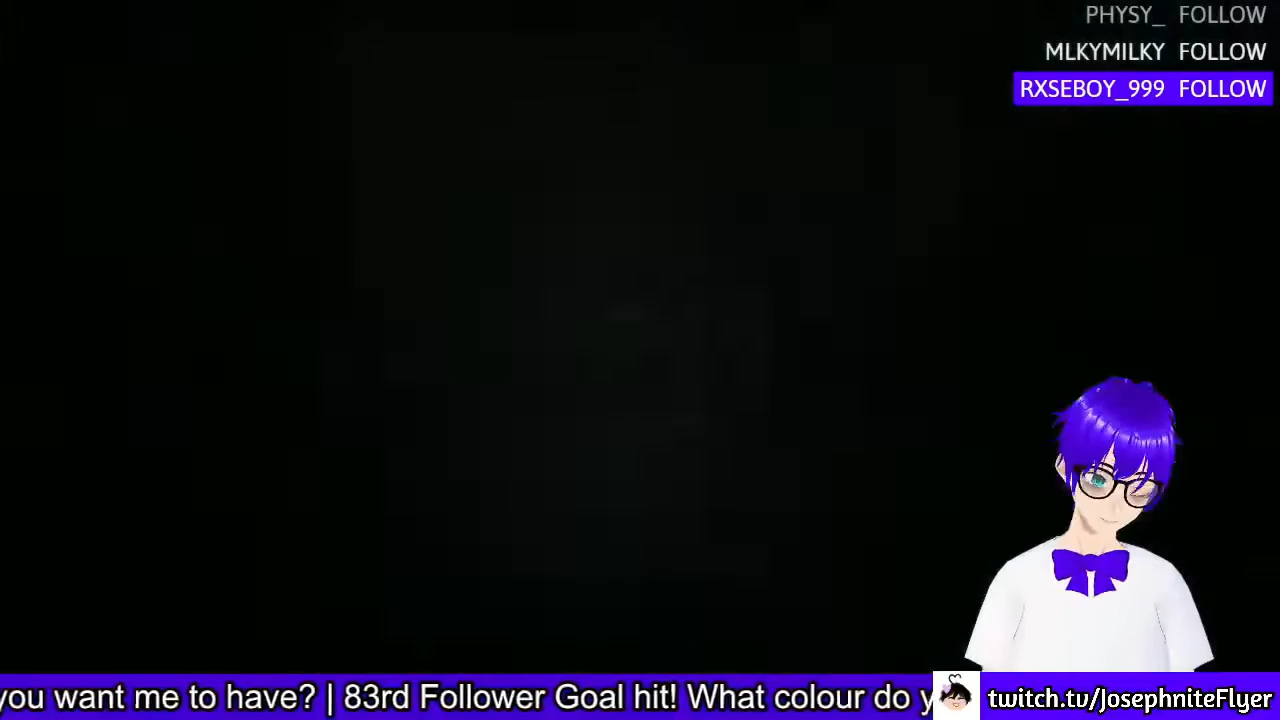 PHYSY_ FOLLOW
MLKYMILKY FOLLOW
RXSEBOY_999 FOLLOW
you want me to have? | 83rd Follower Goal hit! What colour do y
twitch.tv/JosephniteFlyer